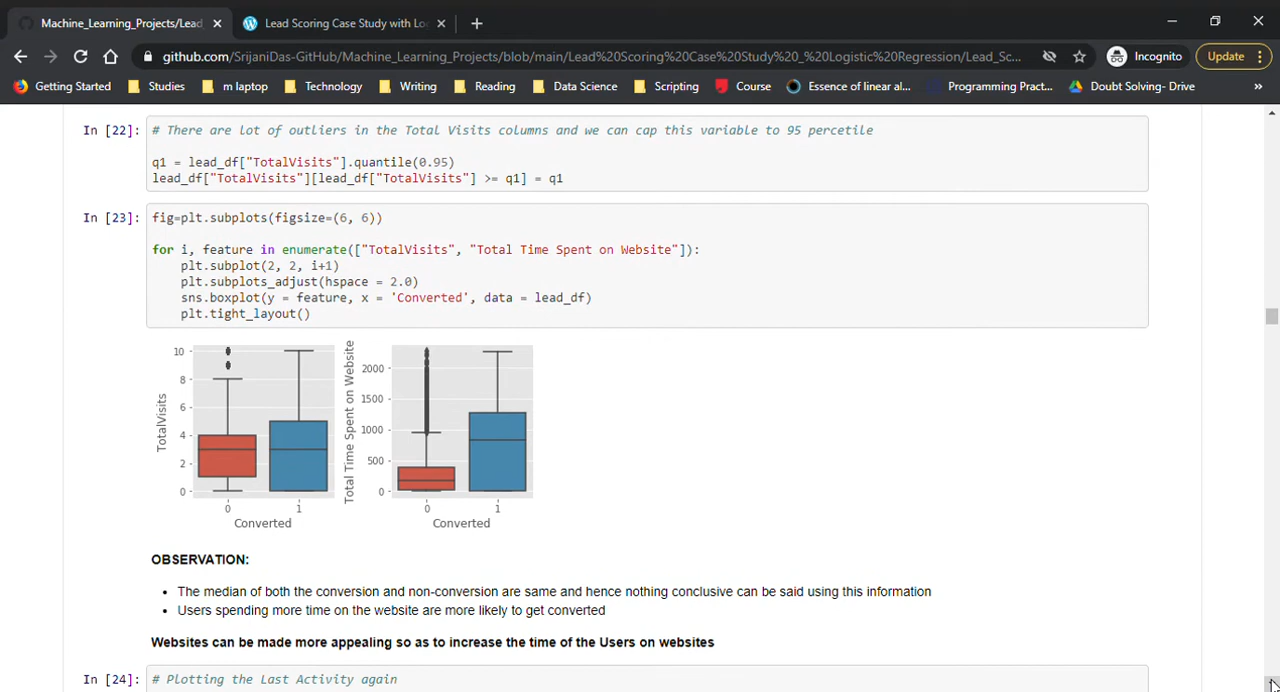 Machine_Learning_Projects/Lead
Lead Scoring Case Study with Lo
github.com/SrijaniDas-GitHub/Machine_Learning_Projects/blob/main/Lead%20Scoring%20Case%20Study%20_%20Logistic%20Regression/Lead_Sc...
Incognito
Update
Getting Started
Studies
m laptop
Technology
Writing
Reading
Data Science
Scripting
Course
Essence of linear al...
Programming Pract...
Doubt Solving- Drive
»
In [22]:
# There are lot of outliers in the Total Visits columns and we can cap this variable to 95 percetile
q1 = lead_df["TotalVisits"].quantile(0.95)
lead_df["TotalVisits"][lead_df["TotalVisits"] >= q1] = q1
In [23]:
fig=plt.subplots(figsize=(6, 6))
for i, feature in enumerate(["TotalVisits", "Total Time Spent on Website"]):
plt.subplot(2, 2, i+1)
plt.subplots_adjust(hspace = 2.0)
sns.boxplot(y = feature, x = 'Converted', data = lead_df)
plt.tight_layout()
TotalVisits
10
8
6
4
2
0
0 1
Converted
Total Time Spent on Website
2000
1500
1000
500
0
0 1
Converted
OBSERVATION:
• The median of both the conversion and non-conversion are same and hence nothing conclusive can be said using this information
• Users spending more time on the website are more likely to get converted
Websites can be made more appealing so as to increase the time of the Users on websites
In [24]:
# Plotting the Last Activity again